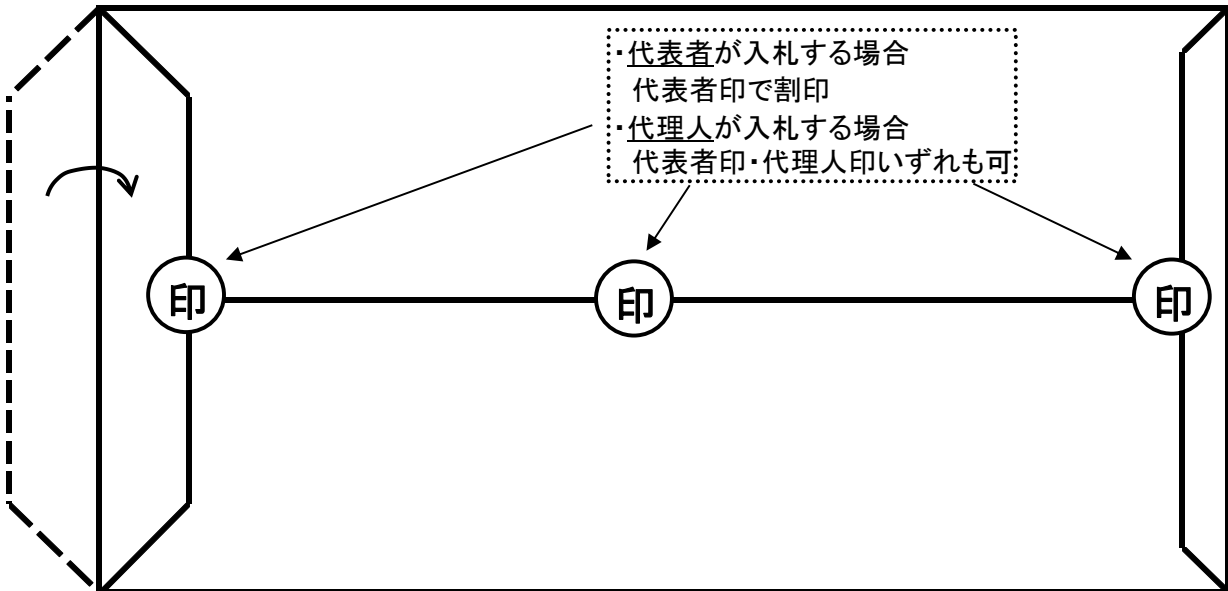 ・代表者が入札する場合
代表者印で割印
・代理人が入札する場合
代表者印・代理人印いずれも可
印
印
印